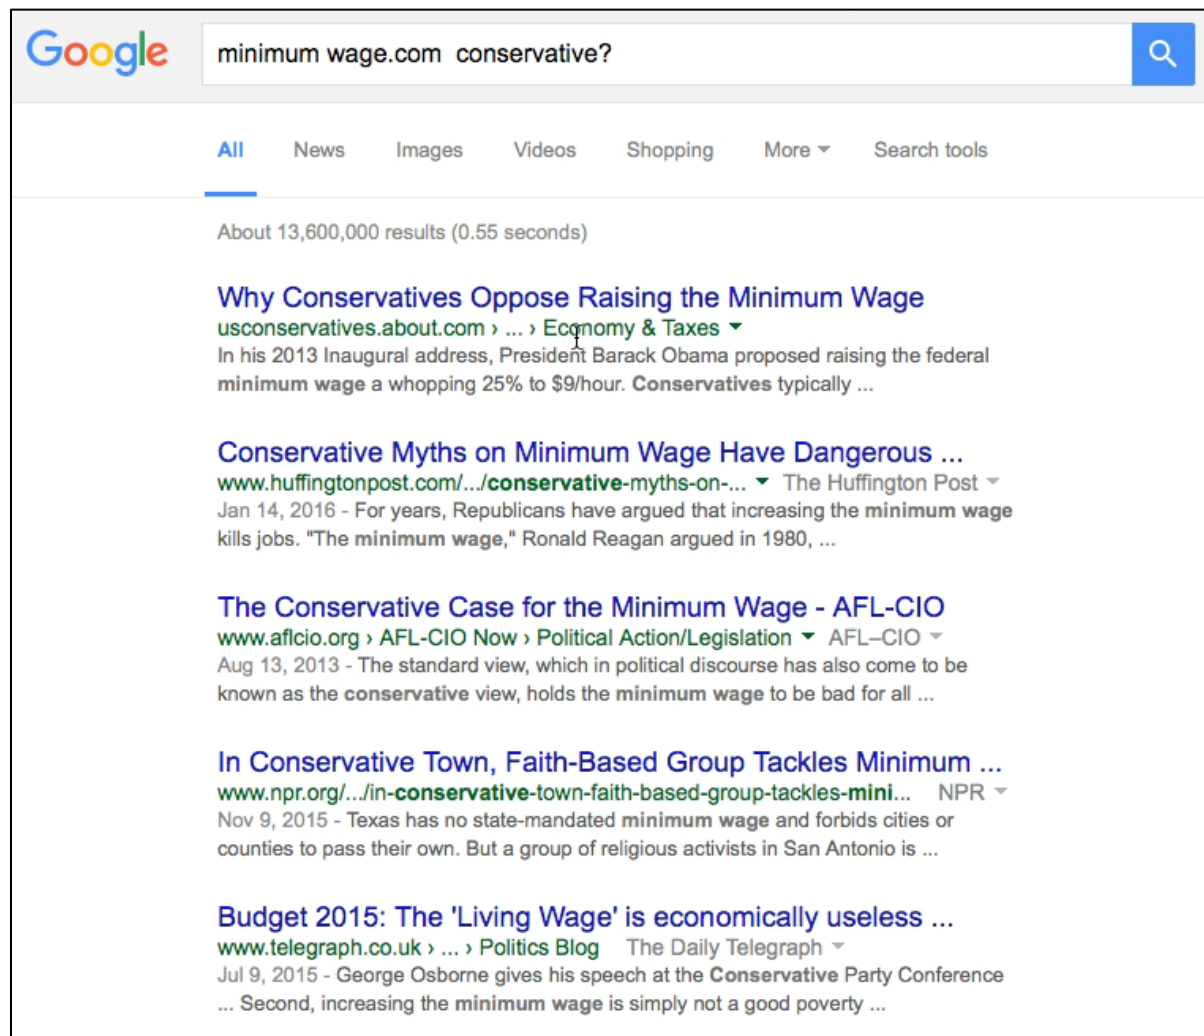 Google
minimum wage.com  conservative?
All News Images Videos Shopping More Search tools
About 13,600,000 results (0.55 seconds)
Why Conservatives Oppose Raising the Minimum Wage
usconservatives.about.com › ... › Economy & Taxes
In his 2013 Inaugural address, President Barack Obama proposed raising the federal
minimum wage a whopping 25% to $9/hour. Conservatives typically ...
Conservative Myths on Minimum Wage Have Dangerous ...
www.huffingtonpost.com/.../conservative-myths-on-... The Huffington Post
Jan 14, 2016 - For years, Republicans have argued that increasing the minimum wage
kills jobs. "The minimum wage," Ronald Reagan argued in 1980, ...
The Conservative Case for the Minimum Wage - AFL-CIO
www.aflcio.org › AFL-CIO Now › Political Action/Legislation AFL–CIO
Aug 13, 2013 - The standard view, which in political discourse has also come to be
known as the conservative view, holds the minimum wage to be bad for all ...
In Conservative Town, Faith-Based Group Tackles Minimum ...
www.npr.org/.../in-conservative-town-faith-based-group-tackles-mini... NPR
Nov 9, 2015 - Texas has no state-mandated minimum wage and forbids cities or
counties to pass their own. But a group of religious activists in San Antonio is ...
Budget 2015: The 'Living Wage' is economically useless ...
www.telegraph.co.uk › ... › Politics Blog The Daily Telegraph
Jul 9, 2015 - George Osborne gives his speech at the Conservative Party Conference
... Second, increasing the minimum wage is simply not a good poverty ...